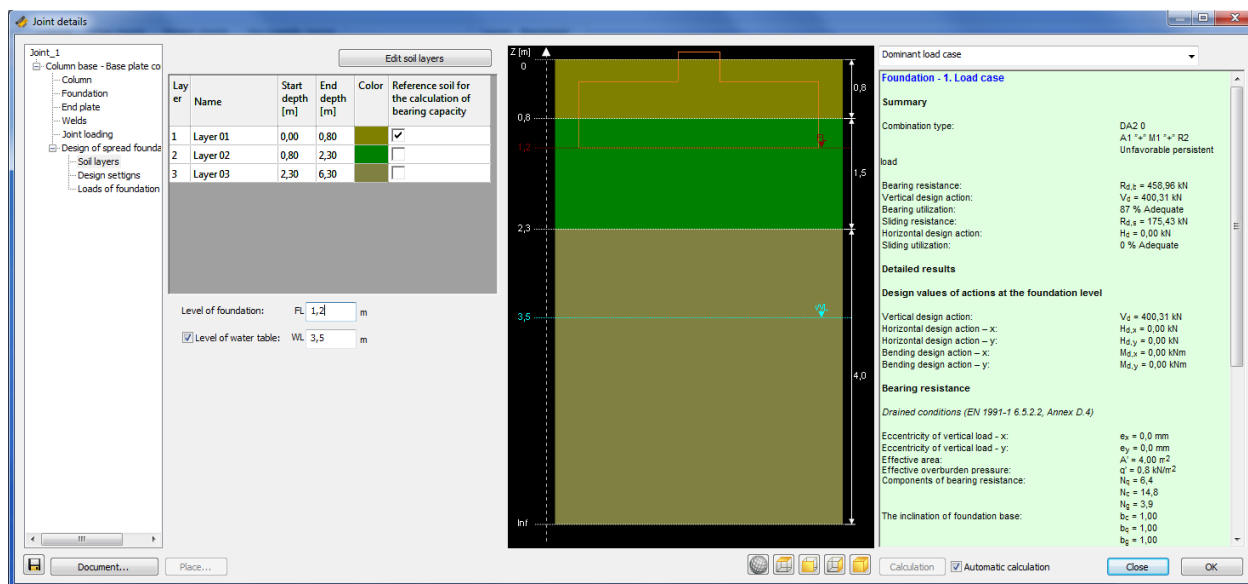 Joint details
Joint_1
Column base - Base plate co
Column
Foundation
End plate
Welds
Joint loading
Design of spread founda
Soil layers
Design settigns
Loads of foundation
Edit soil layers
Lay er Name Start depth [m] End depth [m] Color Reference soil for the calculation of bearing capacity
1 Layer 01 0,00 0,80
2 Layer 02 0,80 2,30
3 Layer 03 2,30 6,30
Level of foundation: FL 1,2 m
Level of water table: WL 3,5 m
Z [m]
0
0,8
0,8
1,2
1,5
2,3
3,5
4,0
Inf
Dominant load case
Foundation - 1. Load case
Summary
Combination type: DA2 0
A1 "+" M1 "+" R2
Unfavorable persistent
load
Bearing resistance: Rd,b = 458,96 kN
Vertical design action: Vd = 400,31 kN
Bearing utilization: 87 % Adequate
Sliding resistance: Rd,s = 175,43 kN
Horizontal design action: Hd = 0,00 kN
Sliding utilization: 0 % Adequate
Detailed results
Design values of actions at the foundation level
Vertical design action: Vd = 400,31 kN
Horizontal design action – x: Hd,x = 0,00 kN
Horizontal design action – y: Hd,y = 0,00 kN
Bending design action – x: Md,x = 0,00 kNm
Bending design action – y: Md,y = 0,00 kNm
Bearing resistance
Drained conditions (EN 1991-1 6.5.2.2, Annex D.4)
Eccentricity of vertical load - x: ex = 0,0 mm
Eccentricity of vertical load - y: ey = 0,0 mm
Effective area: A' = 4,00 m2
Effective overburden pressure: q' = 0,8 kN/m2
Components of bearing resistance: Nq = 6,4
Nc = 14,8
Ng = 3,9
The inclination of foundation base: bc = 1,00
bq = 1,00
bg = 1,00
Document... Place... Calculation Automatic calculation Close OK